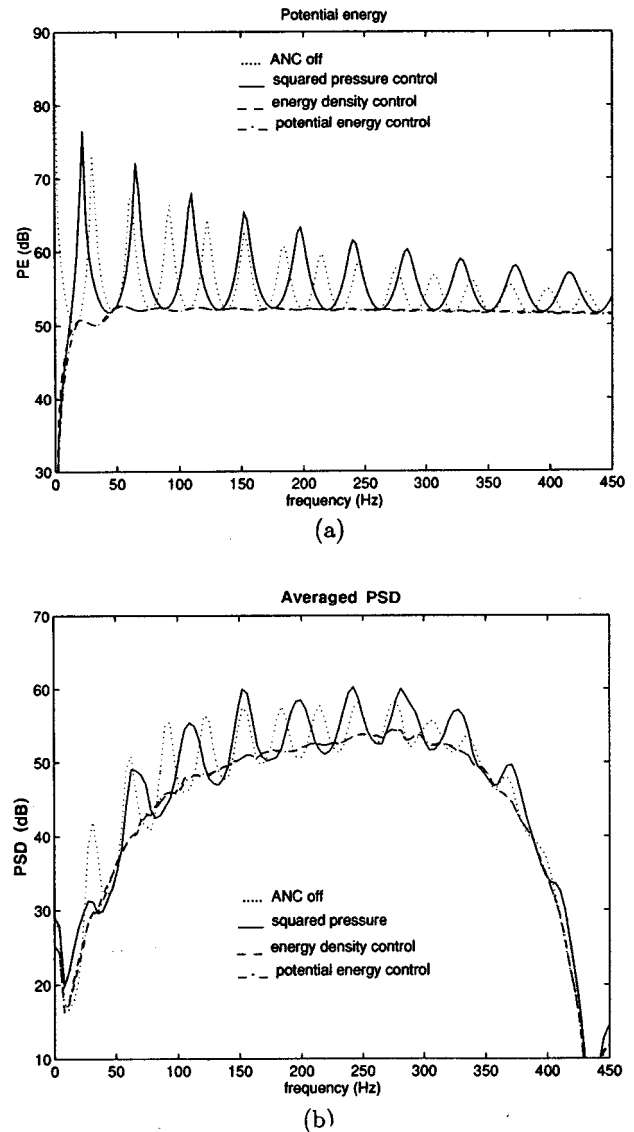 Potential energy
90
80
70
60
50
40
30
PE (dB)
ANC off
squared pressure control
energy density control
potential energy control
0 50 100 150 200 250 300 350 400 450
frequency (Hz)
(a)
Averaged PSD
70
60
50
40
30
20
10
PSD (dB)
ANC off
squared pressure
energy density control
potential energy control
0 50 100 150 200 250 300 350 400 450
frequency (Hz)
(b)